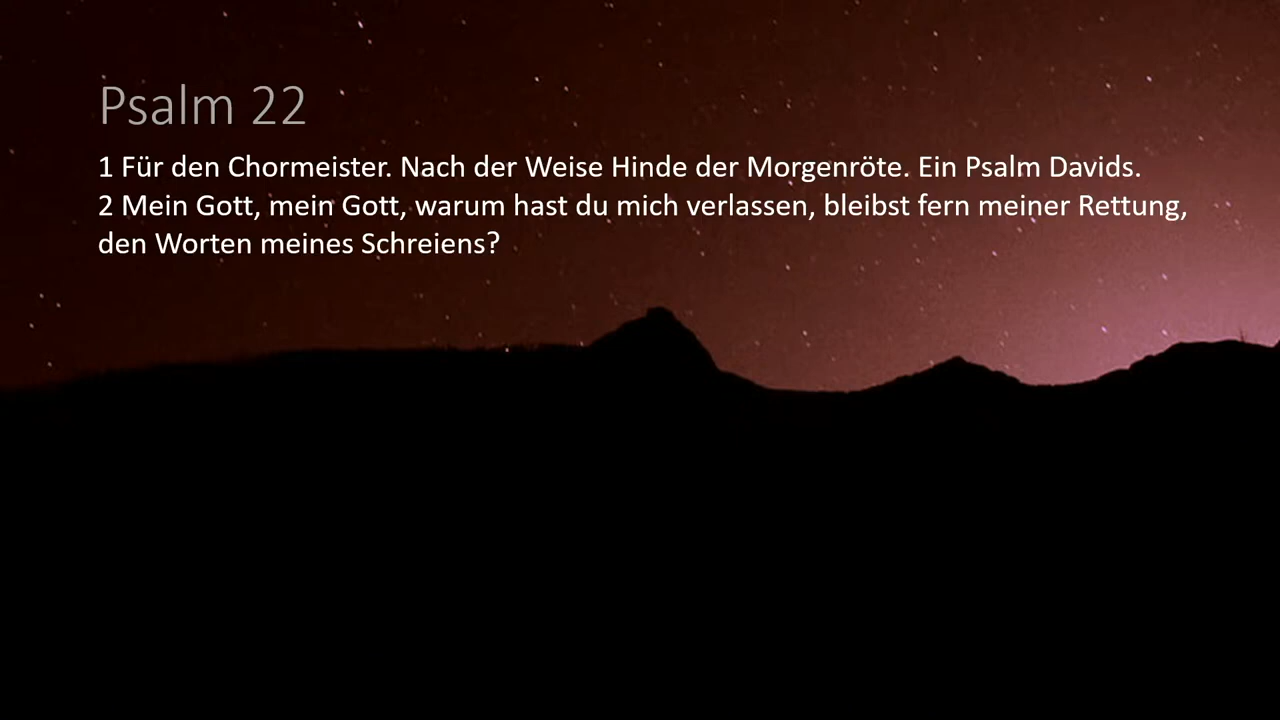 Psalm 22
1 Für den Chormeister. Nach der Weise Hinde der Morgenröte. Ein Psalm Davids.
2 Mein Gott, mein Gott, warum hast du mich verlassen, bleibst fern meiner Rettung,
den Worten meines Schreiens?